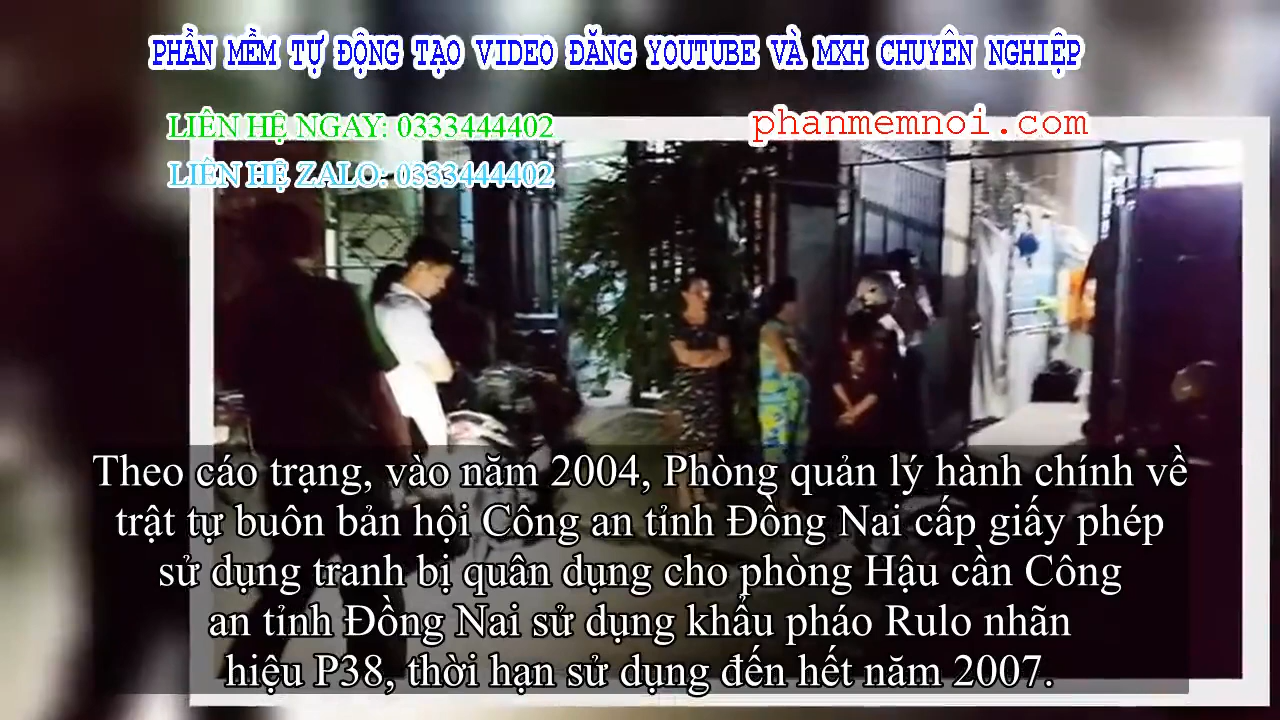 PHẦN MỀM TỰ ĐỘNG TẠO VIDEO ĐĂNG YOUTUBE VÀ MXH CHUYÊN NGHIỆP
LIÊN HỆ NGAY: 0333444402
phanmemnoi.com
LIÊN HỆ ZALO: 0333444402
Theo cáo trạng, vào năm 2004, Phòng quản lý hành chính về
trật tự buôn bản hội Công an tỉnh Đồng Nai cấp giấy phép
sử dụng tranh bị quân dụng cho phòng Hậu cần Công
an tỉnh Đồng Nai sử dụng khẩu pháo Rulo nhãn
hiệu P38, thời hạn sử dụng đến hết năm 2007.